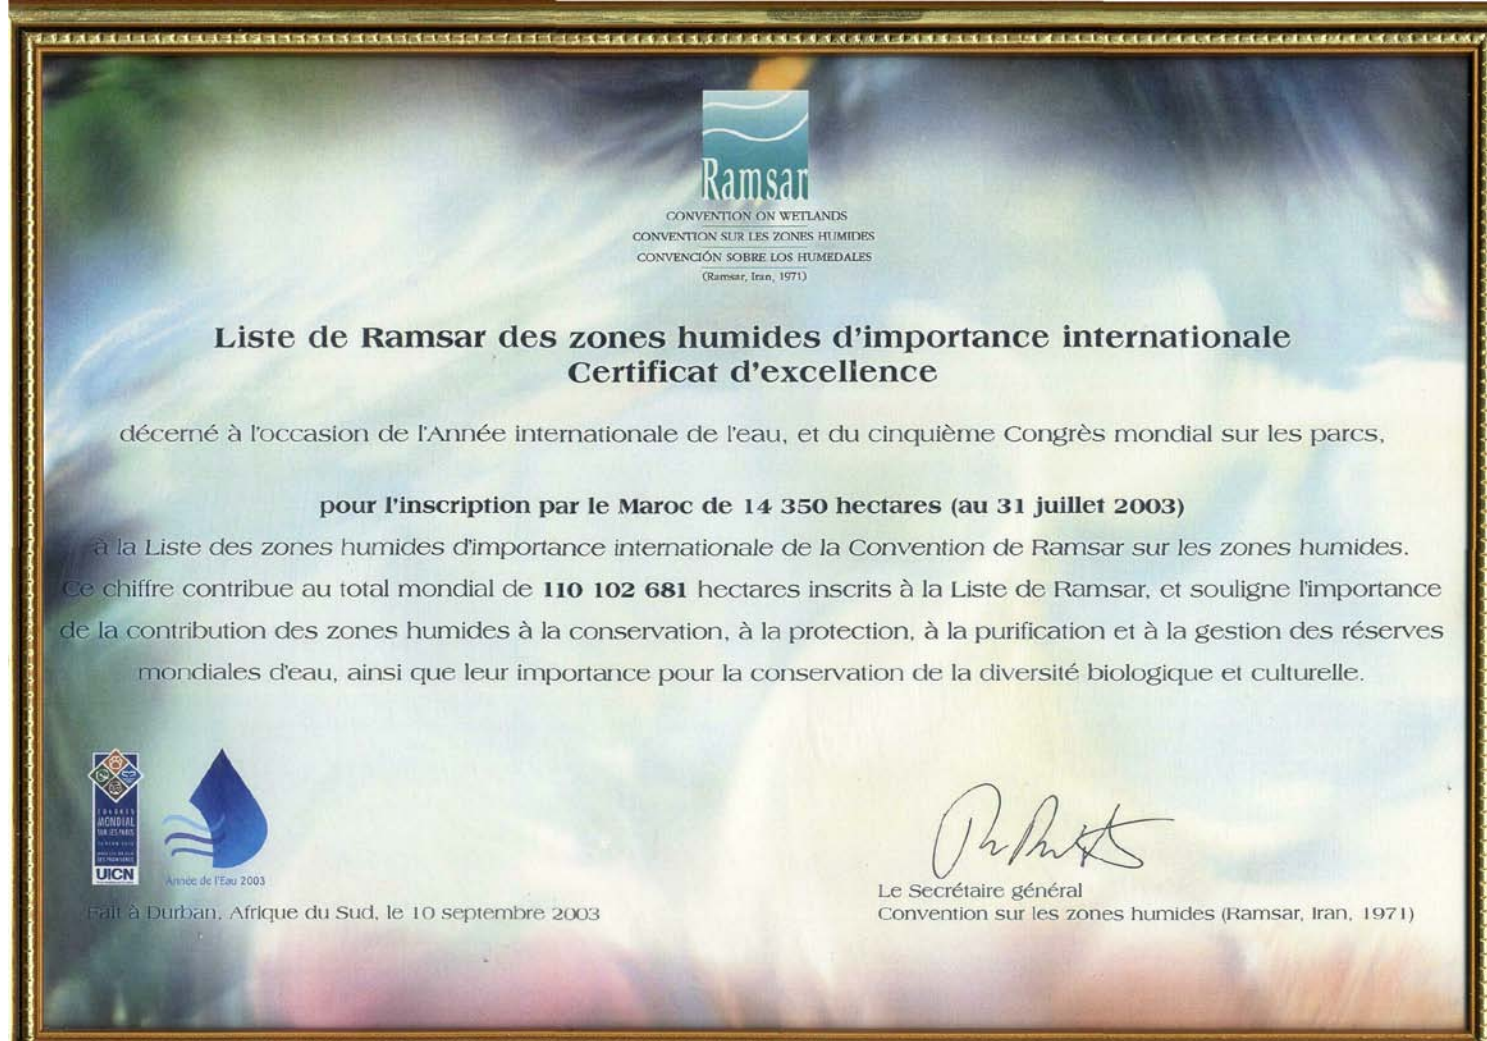 Ramsar
CONVENTION ON WETLANDS
CONVENTION SUR LES ZONES HUMIDES
CONVENCIÓN SOBRE LOS HUMEDALES
(Ramsar, Iran, 1971)
Liste de Ramsar des zones humides d'importance internationale
Certificat d'excellence
décerné à l'occasion de l'Année internationale de l'eau, et du cinquième Congrès mondial sur les parcs,
pour l'inscription par le Maroc de 14 350 hectares (au 31 juillet 2003)
à la Liste des zones humides d'importance internationale de la Convention de Ramsar sur les zones humides.
Ce chiffre contribue au total mondial de 110 102 681 hectares inscrits à la Liste de Ramsar, et souligne l'importance
de la contribution des zones humides à la conservation, à la protection, à la purification et à la gestion des réserves
mondiales d'eau, ainsi que leur importance pour la conservation de la diversité biologique et culturelle.
CONGRÈS
MONDIAL
SUR LES PARCS
UICN
Année de l'Eau 2003
Fait à Durban, Afrique du Sud, le 10 septembre 2003
Le Secrétaire général
Convention sur les zones humides (Ramsar, Iran, 1971)